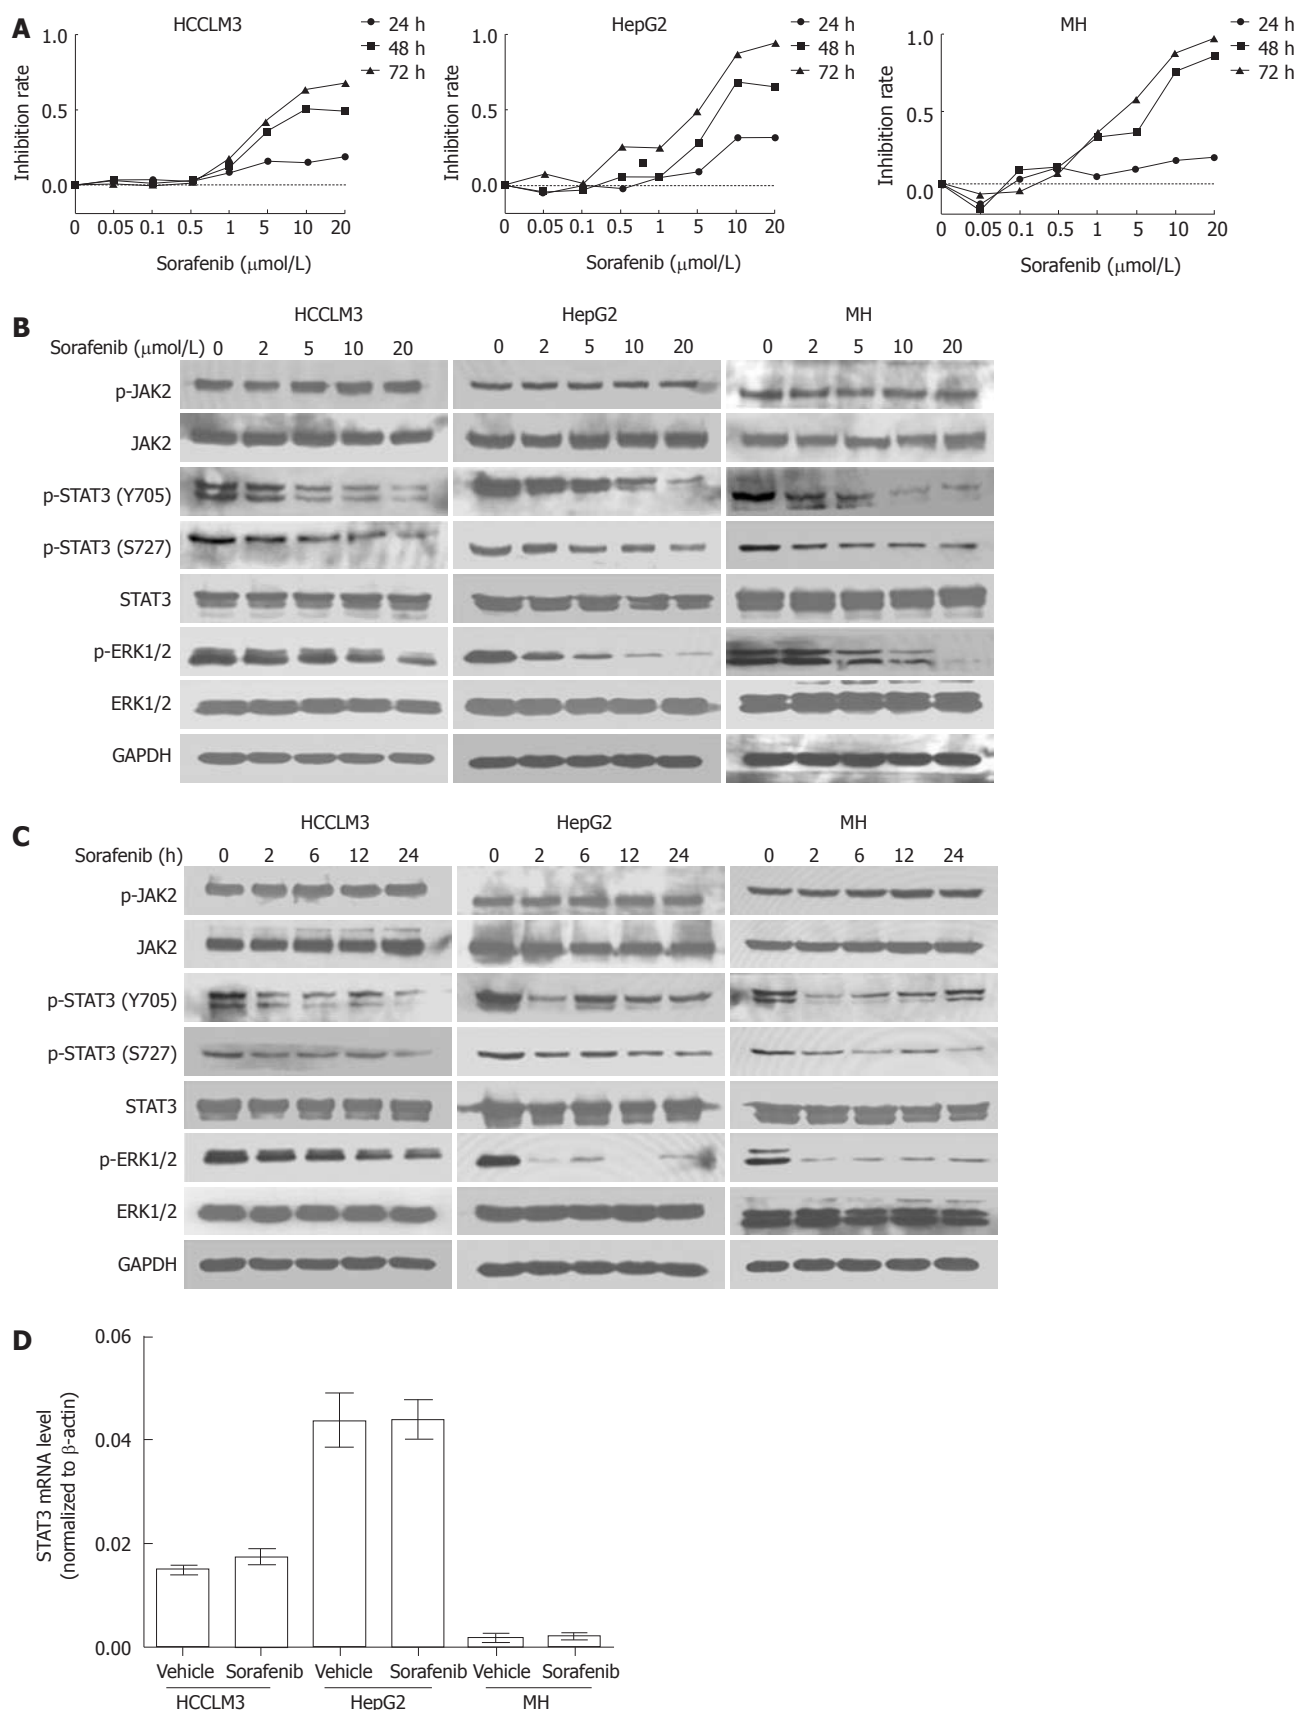 A
HCCLM3
24 h
48 h
72 h
1.0
0.5
0.0
Inhibition rate
0 0.05 0.1 0.5 1 5 10 20
Sorafenib (μmol/L)
HepG2
24 h
48 h
72 h
1.0
0.5
0.0
Inhibition rate
0 0.05 0.1 0.5 1 5 10 20
Sorafenib (μmol/L)
MH
24 h
48 h
72 h
1.0
0.5
0.0
Inhibition rate
0 0.05 0.1 0.5 1 5 10 20
Sorafenib (μmol/L)
B
HCCLM3 HepG2 MH
Sorafenib (μmol/L) 0 2 5 10 20 0 2 5 10 20 0 2 5 10 20
p-JAK2
JAK2
p-STAT3 (Y705)
p-STAT3 (S727)
STAT3
p-ERK1/2
ERK1/2
GAPDH
C
HCCLM3 HepG2 MH
Sorafenib (h) 0 2 6 12 24 0 2 6 12 24 0 2 6 12 24
p-JAK2
JAK2
p-STAT3 (Y705)
p-STAT3 (S727)
STAT3
p-ERK1/2
ERK1/2
GAPDH
D
0.06
0.04
0.02
0.00
STAT3 mRNA level
(normalized to β-actin)
Vehicle Sorafenib Vehicle Sorafenib Vehicle Sorafenib
HCCLM3 HepG2 MH